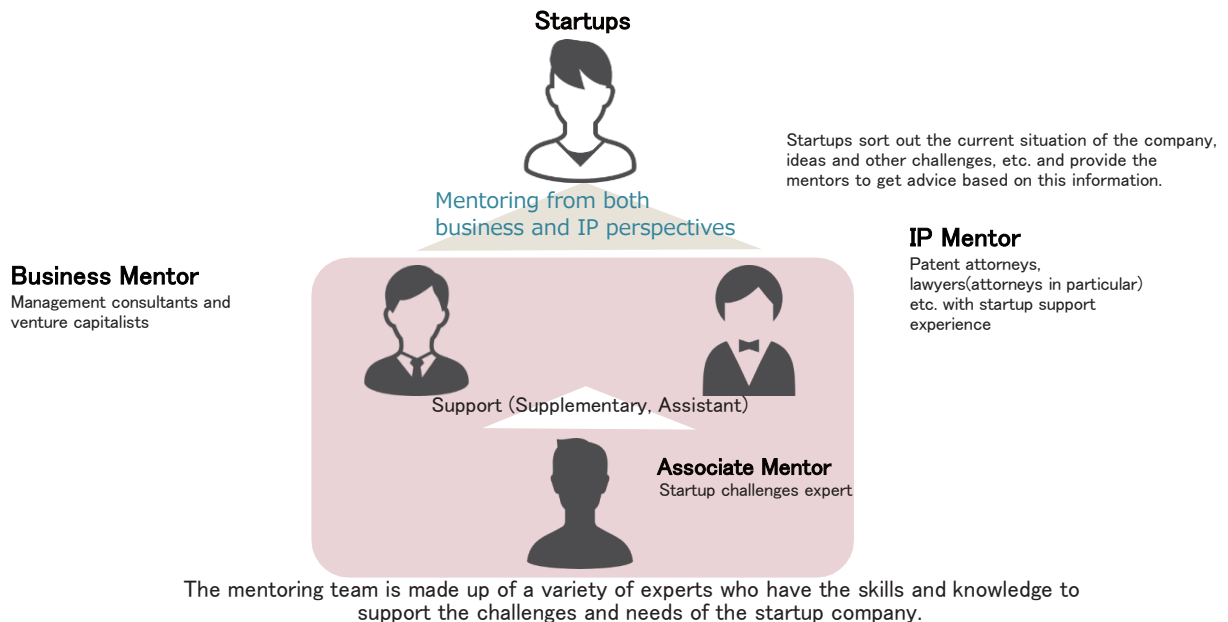 Startups
Startups sort out the current situation of the company,
ideas and other challenges, etc. and provide the
mentors to get advice based on this information.
Mentoring from both
business and IP perspectives
Business Mentor
Management consultants and
venture capitalists
IP Mentor
Patent attorneys,
lawyers(attorneys in particular)
etc. with startup support
experience
Support (Supplementary, Assistant)
Associate Mentor
Startup challenges expert
The mentoring team is made up of a variety of experts who have the skills and knowledge to
support the challenges and needs of the startup company.